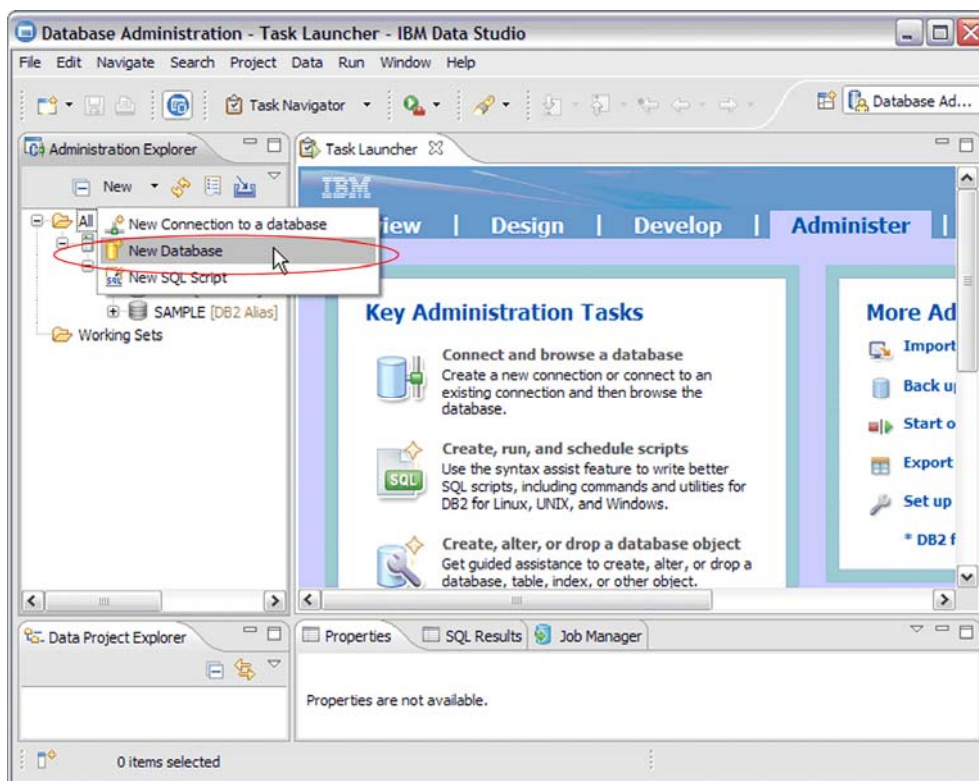 Database Administration - Task Launcher - IBM Data Studio
File Edit Navigate Search Project Data Run Window Help
Task Navigator
Database Ad...
Administration Explorer
Task Launcher
New
IBM
Design | Develop | Administer |
All
New Connection to a database
New Database
New SQL Script
SAMPLE [DB2 Alias]
Working Sets
Key Administration Tasks
Connect and browse a database
Create a new connection or connect to an
existing connection and then browse the
database.
Create, run, and schedule scripts
SQL
Use the syntax assist feature to write better
SQL scripts, including commands and utilities for
DB2 for Linux, UNIX, and Windows.
Create, alter, or drop a database object
Get guided assistance to create, alter, or drop a
database, table, index, or other object.
More Ad
Import
Back u
Start o
Export
Set up
* DB2 f
Data Project Explorer
Properties
SQL Results
Job Manager
Properties are not available.
0 items selected